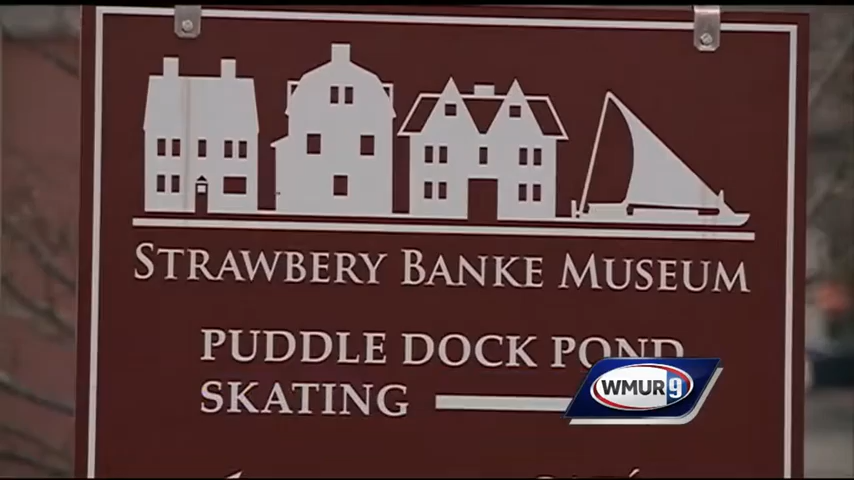 STRAWBERY BANKE MUSEUM
PUDDLE DOCK POND
SKATING
WMUR 9